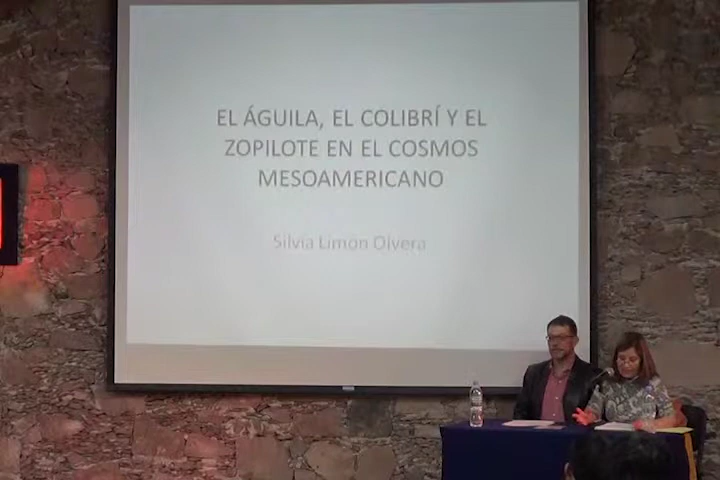 EL ÁGUILA, EL COLIBRÍ Y EL
ZOPILOTE EN EL COSMOS
MESOAMERICANO
Silvia Limón Olvera